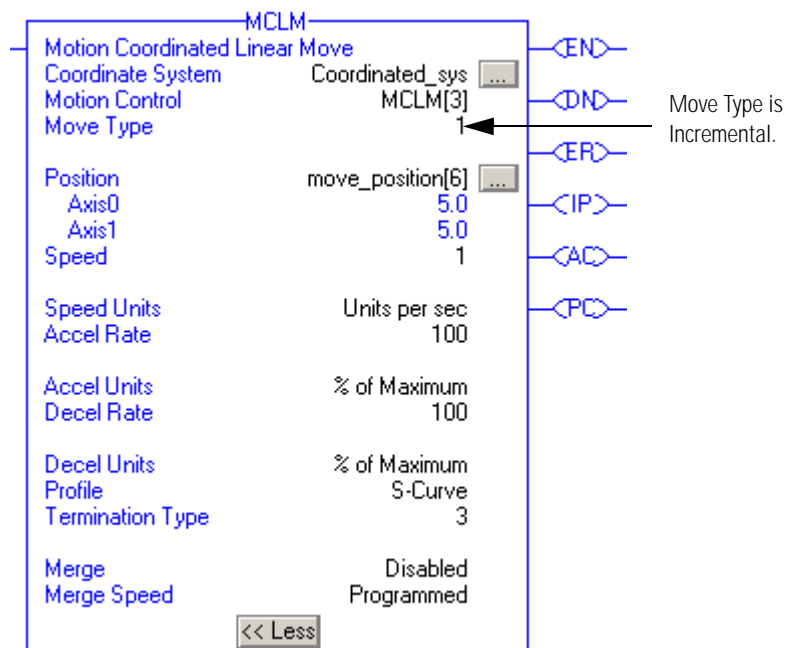 MCLM
Motion Coordinated Linear Move
Coordinate System Coordinated_sys ...
Motion Control MCLM[3]
Move Type 1
Position move_position[6] ...
Axis0 5.0
Axis1 5.0
Speed 1
Speed Units Units per sec
Accel Rate 100
Accel Units % of Maximum
Decel Rate 100
Decel Units % of Maximum
Profile S-Curve
Termination Type 3
Merge Disabled
Merge Speed Programmed
<< Less
EN
DN
ER
IP
AC
PC
Move Type is
Incremental.